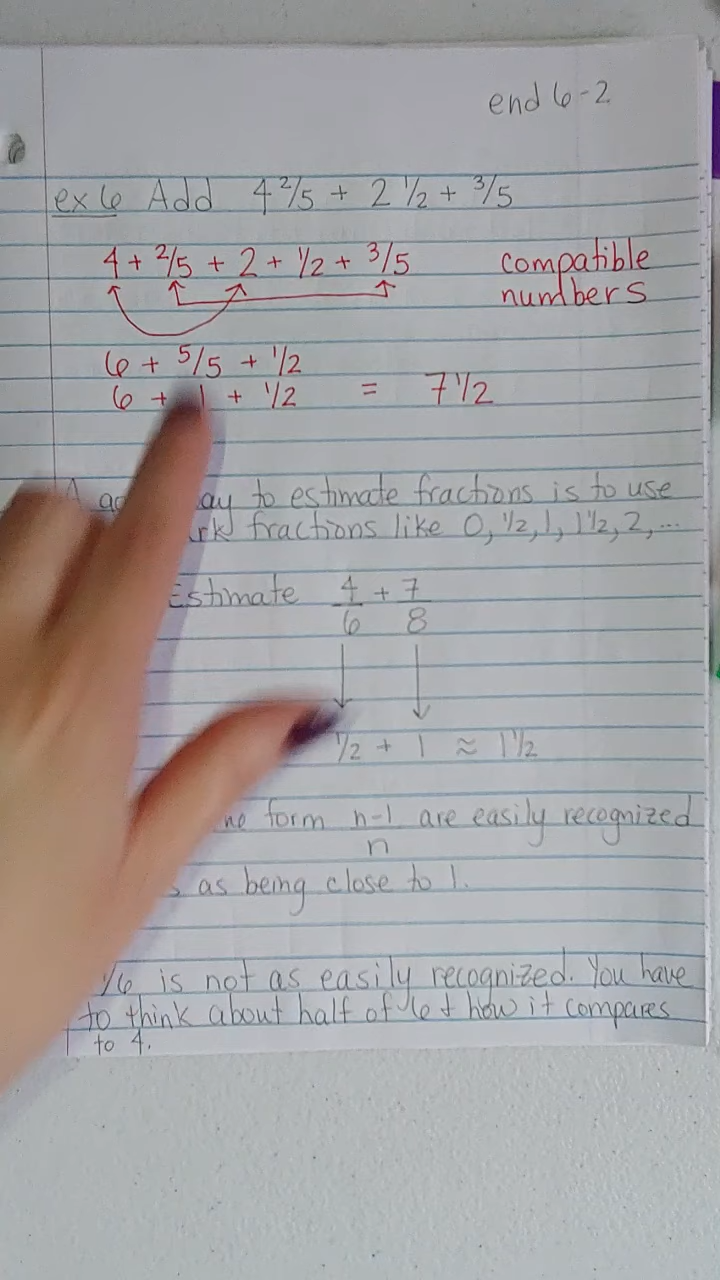 end 6-2
ex 6 Add 4 2/5 + 2 1/2 + 3/5
4 + 2/5 + 2 + 1/2 + 3/5 compatible
numbers
6 + 5/5 + 1/2
6 + 1 + 1/2 = 7 1/2
A to estimate fractions is to use
fractions like 0, 1/2, 1, 1 1/2, 2, ...
Estimate 4/6 + 7/8
1/2 + 1 ≈ 1 1/2
form n-1/n are easily recognized
as being close to 1.
is not as easily recognized. You have
to think about half of 6 & how it compares
to 4.